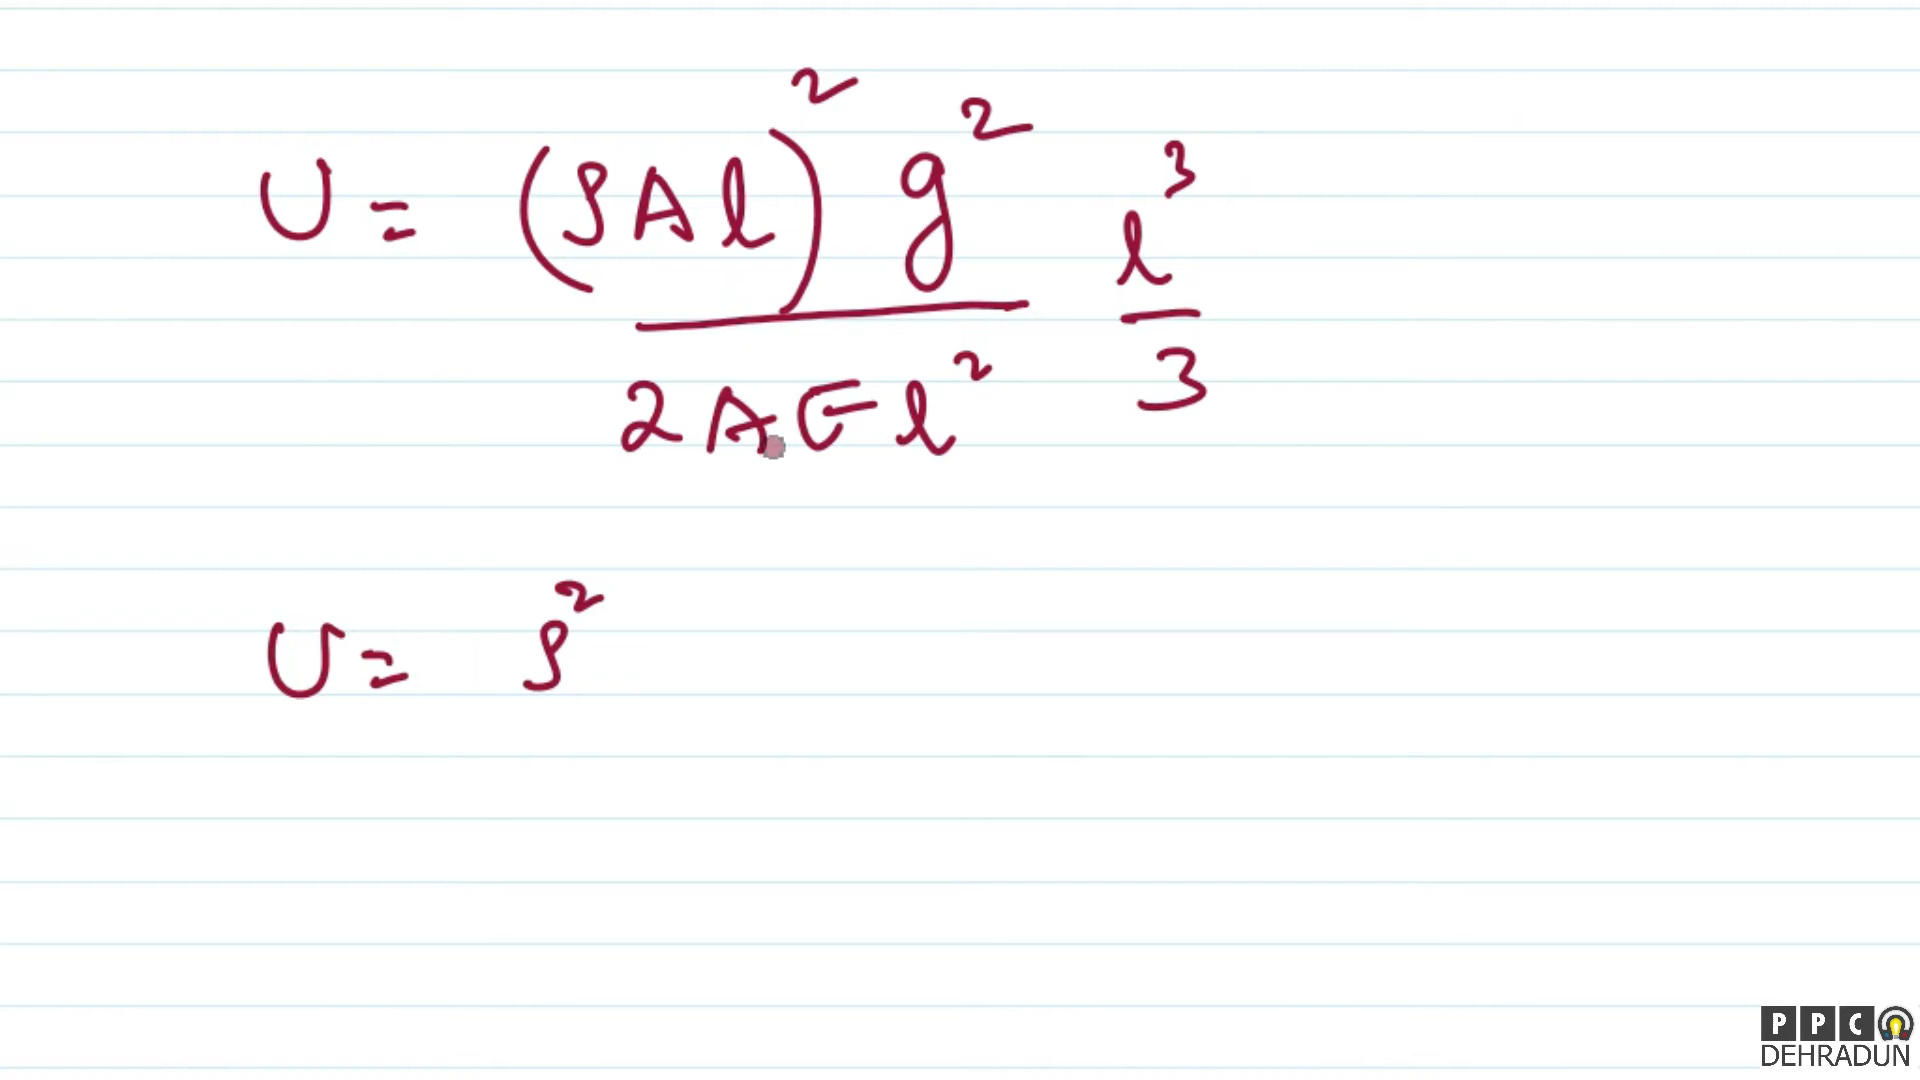 U = (ρAl)² g² / 2AEl² l³/3
U = ρ²
PPC
DEHRADUN